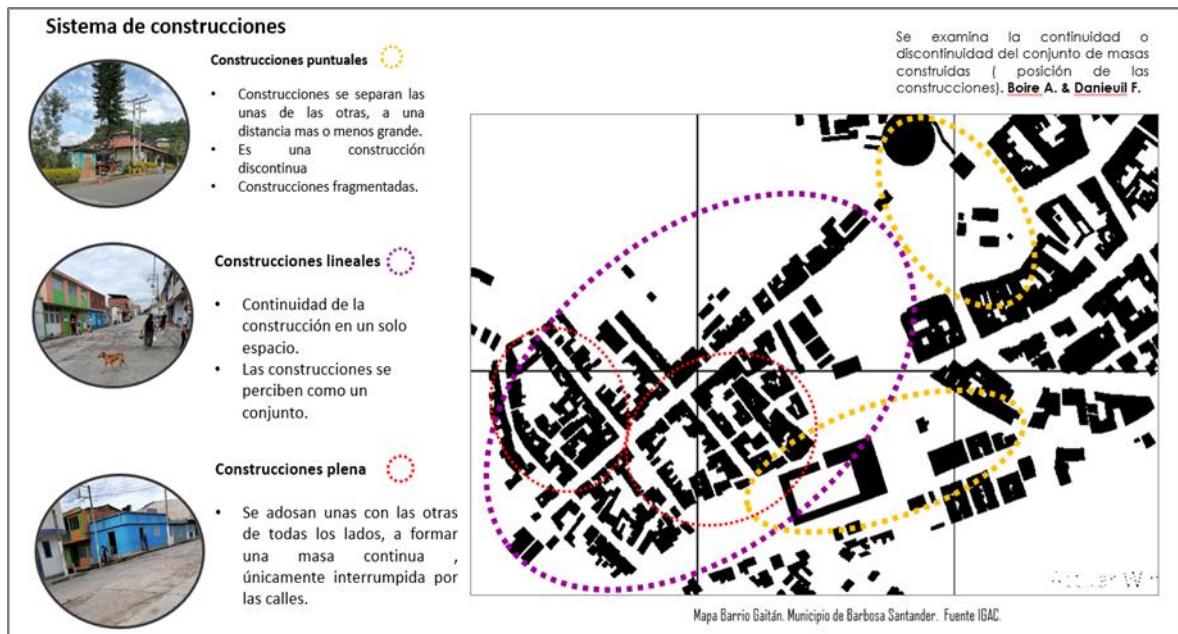 Sistema de construcciones
Construcciones puntuales
• Construcciones se separan las
unas de las otras, a una
distancia mas o menos grande.
• Es una construcción
discontinua
• Construcciones fragmentadas.
Construcciones lineales
• Continuidad de la
construcción en un solo
espacio.
• Las construcciones se
perciben como un
conjunto.
Construcciones plena
• Se adosan unas con las otras
de todas los lados, a formar
una masa continua ,
únicamente interrumpida por
las calles.
Se examina la continuidad o
discontinuidad del conjunto de masas
construidas ( posición de las
construcciones). Boire A. & Danieuil F.
Mapa Barrio Gaitán. Municipio de Barbosa Santander. Fuente IGAC.